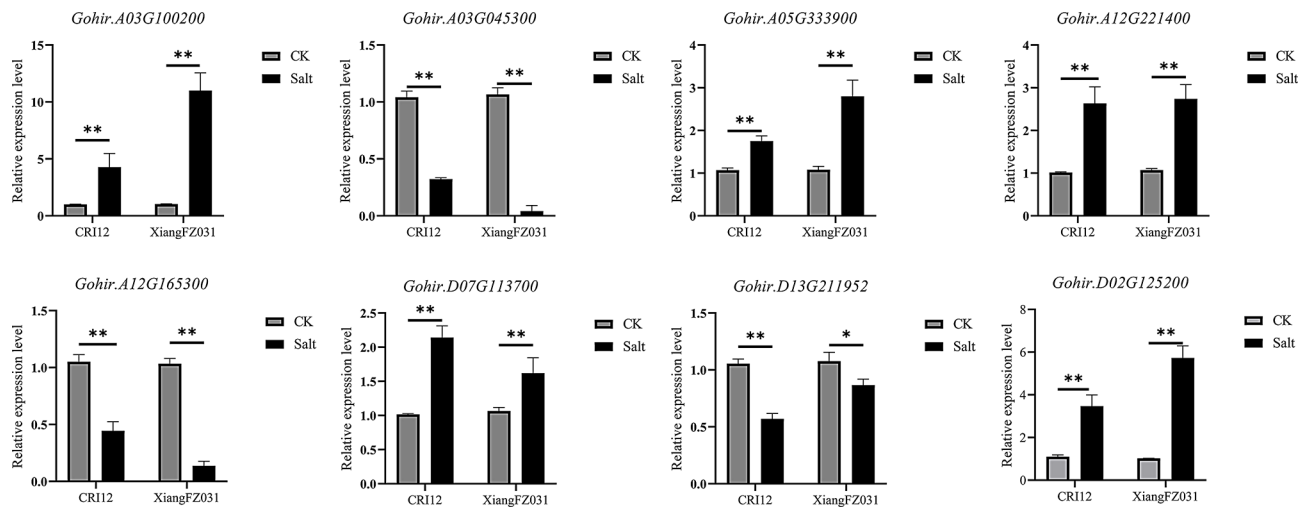 Gohir.A03G100200
Relative expression level
15
10
5
0
**
**
CRI12
XiangFZ031
CK
Salt
Gohir.A03G045300
Relative expression level
1.5
1.0
0.5
0.0
**
**
CRI12
XiangFZ031
CK
Salt
Gohir.A05G333900
Relative expression level
4
3
2
1
0
**
**
CRI12
XiangFZ031
CK
Salt
Gohir.A12G221400
Relative expression level
4
3
2
1
0
**
**
CRI12
XiangFZ031
CK
Salt
Gohir.A12G165300
Relative expression level
1.5
1.0
0.5
0.0
**
**
CRI12
XiangFZ031
CK
Salt
Gohir.D07G113700
Relative expression level
2.5
2.0
1.5
1.0
0.5
0.0
**
**
CRI12
XiangFZ031
CK
Salt
Gohir.D13G211952
Relative expression level
1.5
1.0
0.5
0.0
**
*
CRI12
XiangFZ031
CK
Salt
Gohir.D02G125200
Relative expression level
8
6
4
2
0
**
**
CRI12
XiangFZ031
CK
Salt